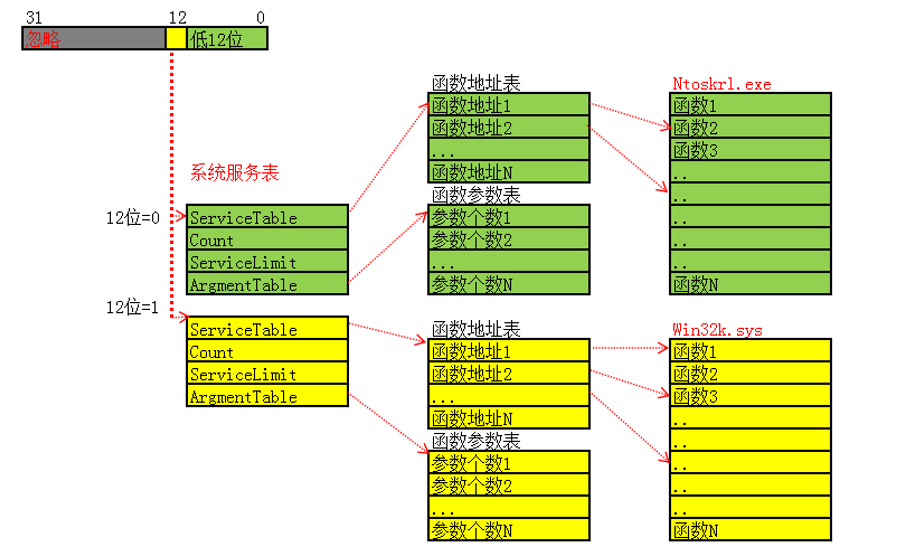 31 12 0
忽略 低12位
系统服务表
12位=0
ServiceTable
Count
ServiceLimit
ArgmentTable
12位=1
ServiceTable
Count
ServiceLimit
ArgmentTable
函数地址表
函数地址1
函数地址2
...
函数地址N
函数参数表
参数个数1
参数个数2
...
参数个数N
Ntoskrl.exe
函数1
函数2
函数3
..
..
..
..
..
函数N
函数地址表
函数地址1
函数地址2
...
函数地址N
函数参数表
参数个数1
参数个数2
...
参数个数N
Win32k.sys
函数1
函数2
函数3
..
..
..
..
..
函数N